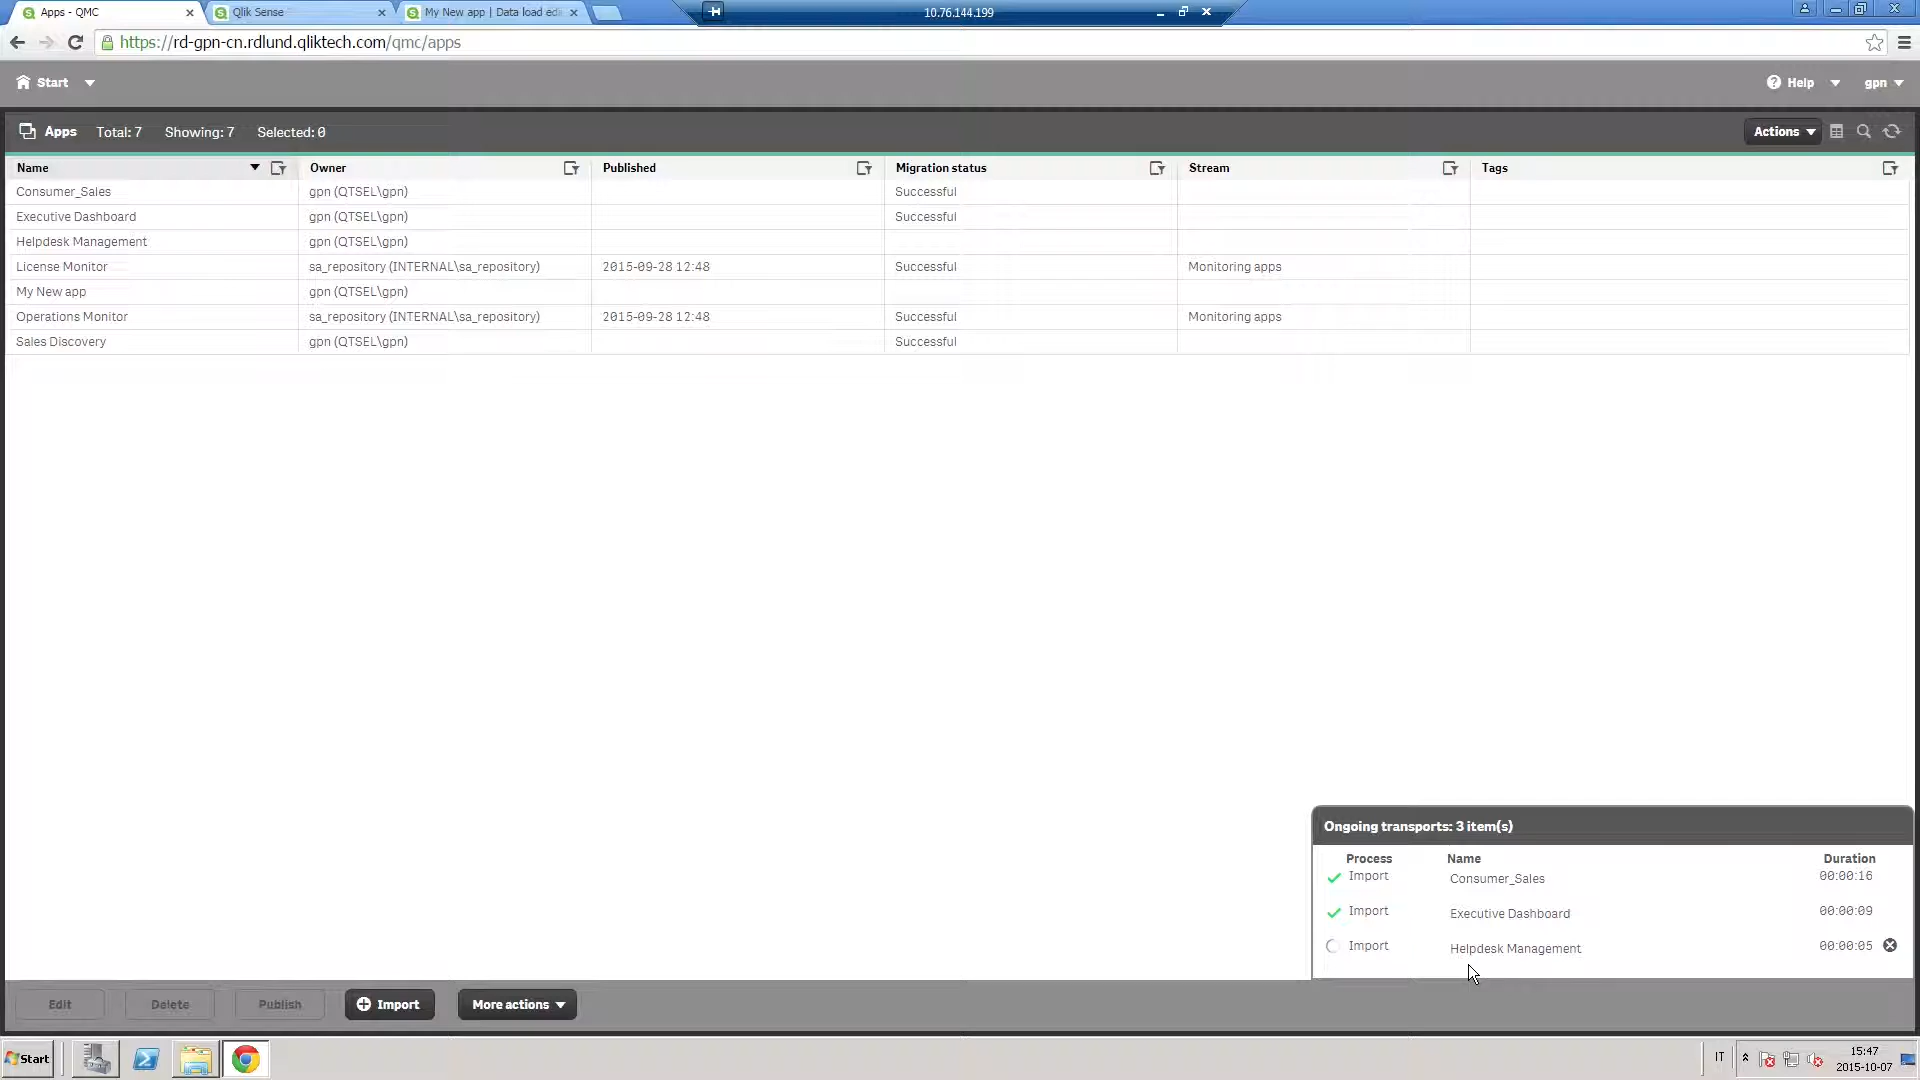 Apps - QMC
Qlik Sense
My New app | Data load edi
10.76.144.199
https://rd-gpn-cn.rdlund.qliktech.com/qmc/apps
Start
Help
gpn
Apps Total: 7 Showing: 7 Selected: 0
Actions
Name Owner Published Migration status Stream Tags
Consumer_Sales gpn (QTSEL\gpn) Successful
Executive Dashboard gpn (QTSEL\gpn) Successful
Helpdesk Management gpn (QTSEL\gpn)
License Monitor sa_repository (INTERNAL\sa_repository) 2015-09-28 12:48 Successful Monitoring apps
My New app gpn (QTSEL\gpn)
Operations Monitor sa_repository (INTERNAL\sa_repository) 2015-09-28 12:48 Successful Monitoring apps
Sales Discovery gpn (QTSEL\gpn) Successful
Ongoing transports: 3 item(s)
Process Name Duration
Import Consumer_Sales 00:00:16
Import Executive Dashboard 00:00:09
Import Helpdesk Management 00:00:05
Edit Delete Publish Import More actions
Start
IT
15:47
2015-10-07